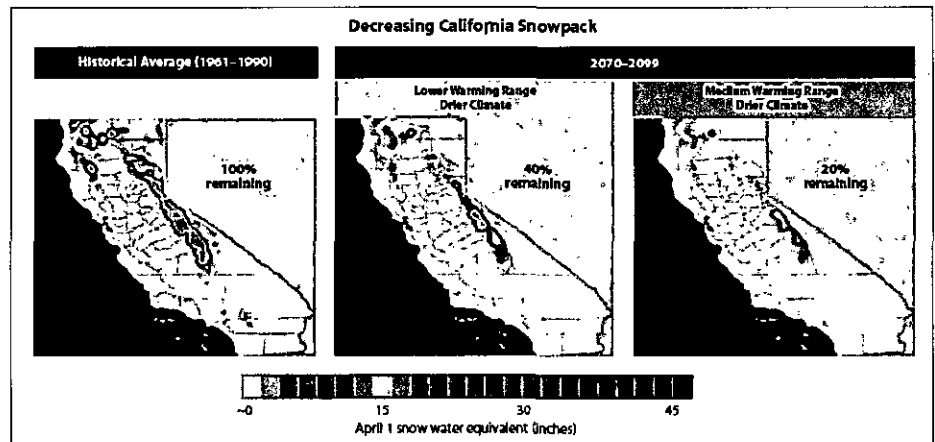 Decreasing California Snowpack
Historical Average (1961–1990)
2070–2099
Lower Warming Range
Drier Climate
Medium Warming Range
Drier Climate
100%
remaining
40%
remaining
20%
remaining
~0
15
30
45
April 1 snow water equivalent (inches)